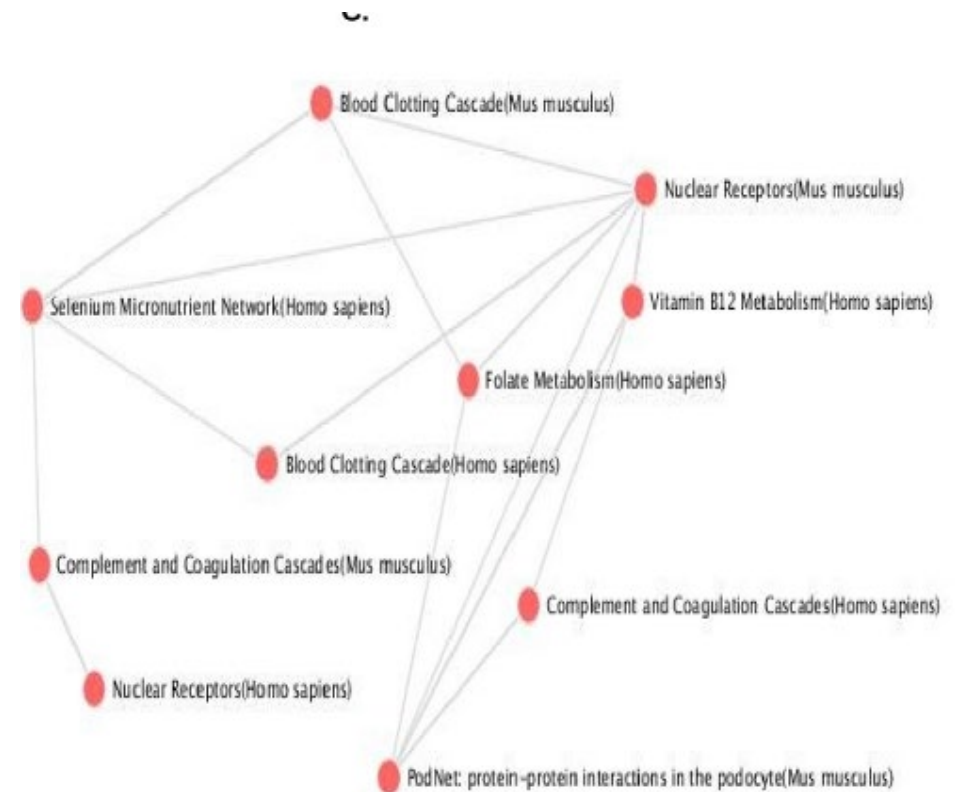 C.
Blood Clotting Cascade(Mus musculus)
Nuclear Receptors(Mus musculus)
Selenium Micronutrient Network(Homo sapiens)
Vitamin B12 Metabolism(Homo sapiens)
Folate Metabolism(Homo sapiens)
Blood Clotting Cascade(Homo sapiens)
Complement and Coagulation Cascades(Mus musculus)
Complement and Coagulation Cascades(Homo sapiens)
Nuclear Receptors(Homo sapiens)
PodNet: protein-protein interactions in the podocyte(Mus musculus)